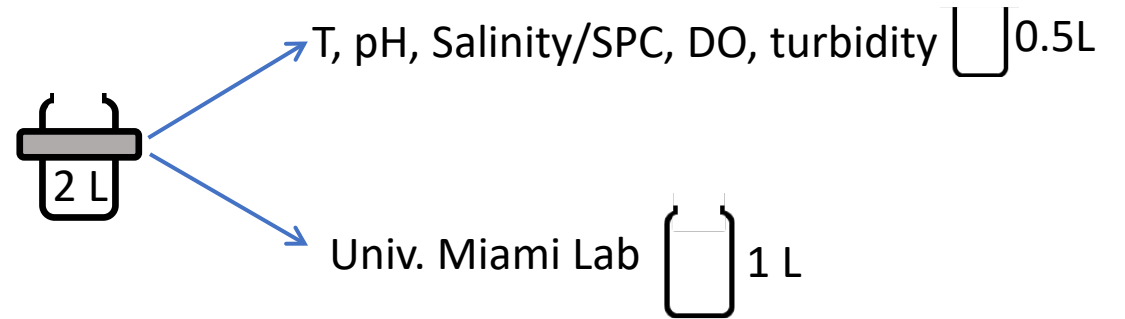 T, pH, Salinity/SPC, DO, turbidity 0.5L
2 L
Univ. Miami Lab 1 L